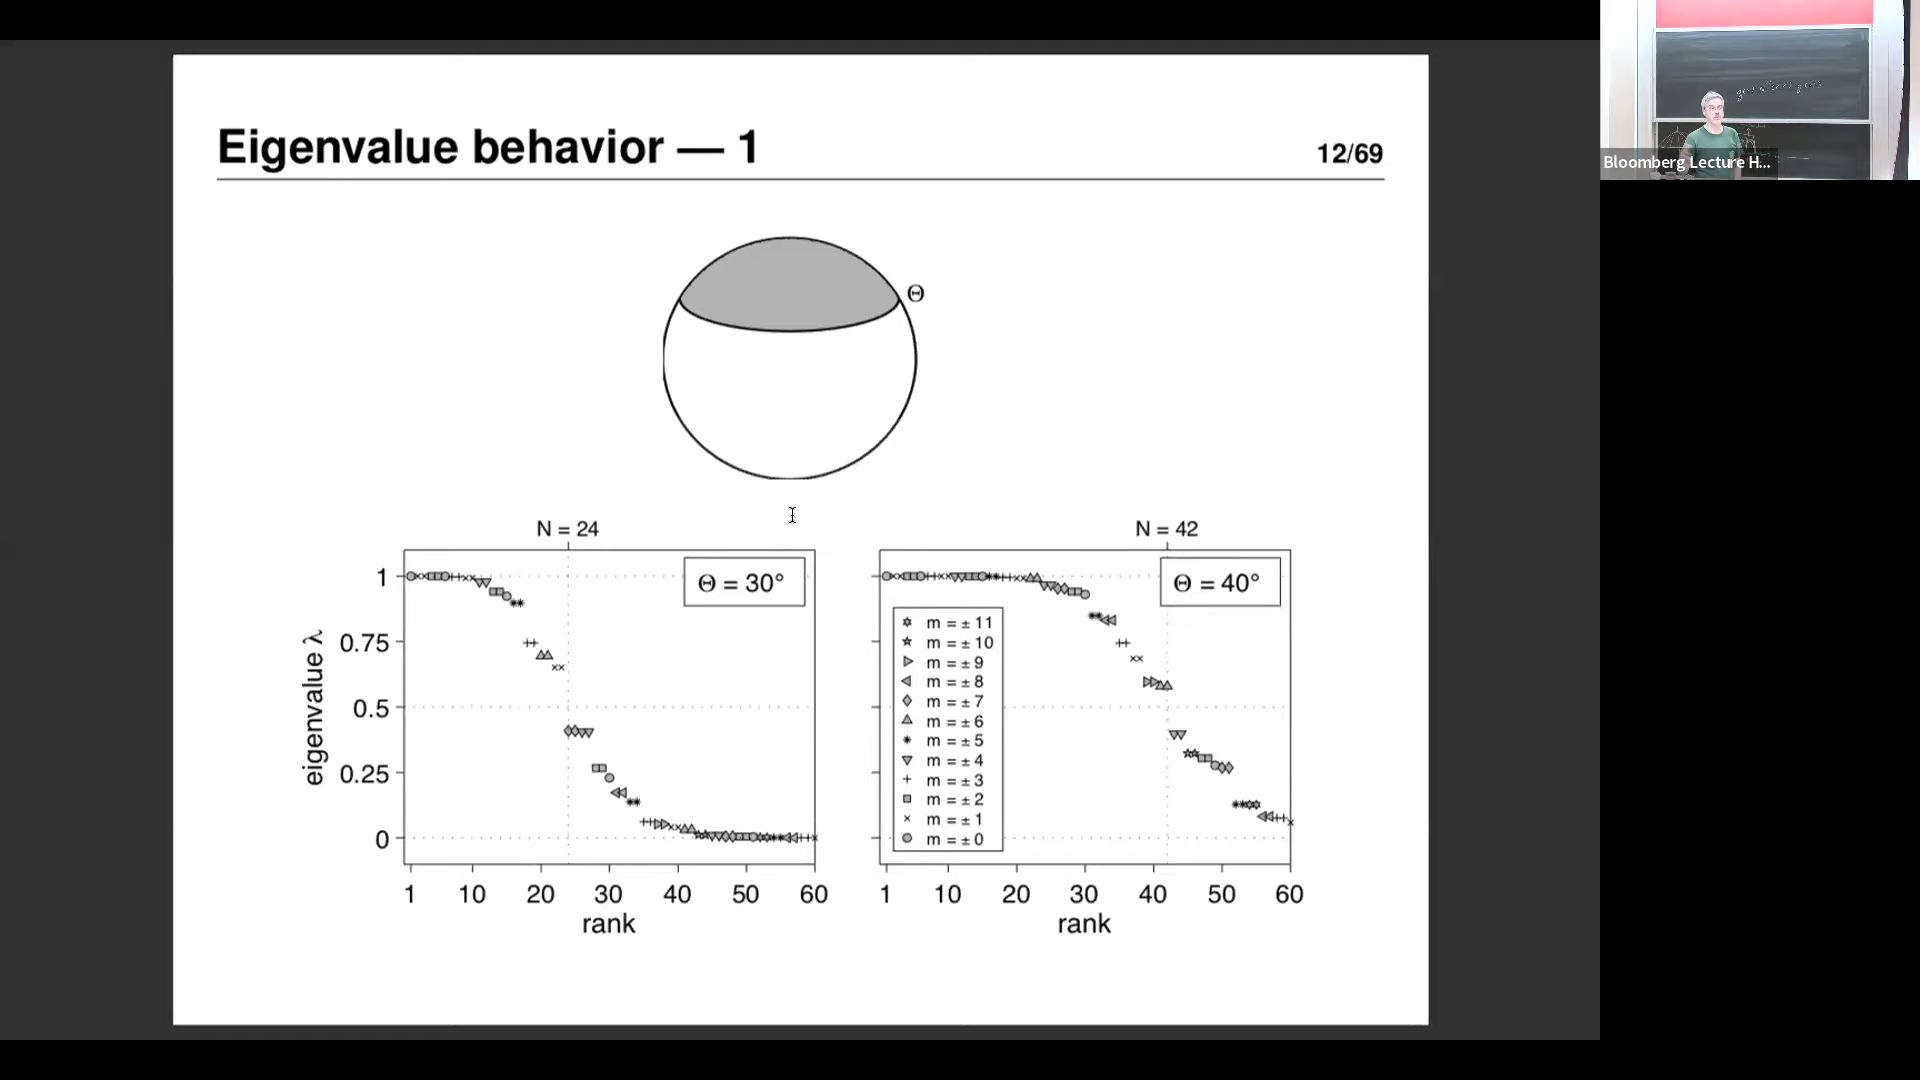 Eigenvalue behavior — 1
12/69
Bloomberg Lecture H...
Θ
N = 24
N = 42
Θ = 30°
Θ = 40°
eigenvalue λ
1
0.75
0.5
0.25
0
m = ± 11
m = ± 10
m = ± 9
m = ± 8
m = ± 7
m = ± 6
m = ± 5
m = ± 4
m = ± 3
m = ± 2
m = ± 1
m = ± 0
1 10 20 30 40 50 60
rank
1 10 20 30 40 50 60
rank